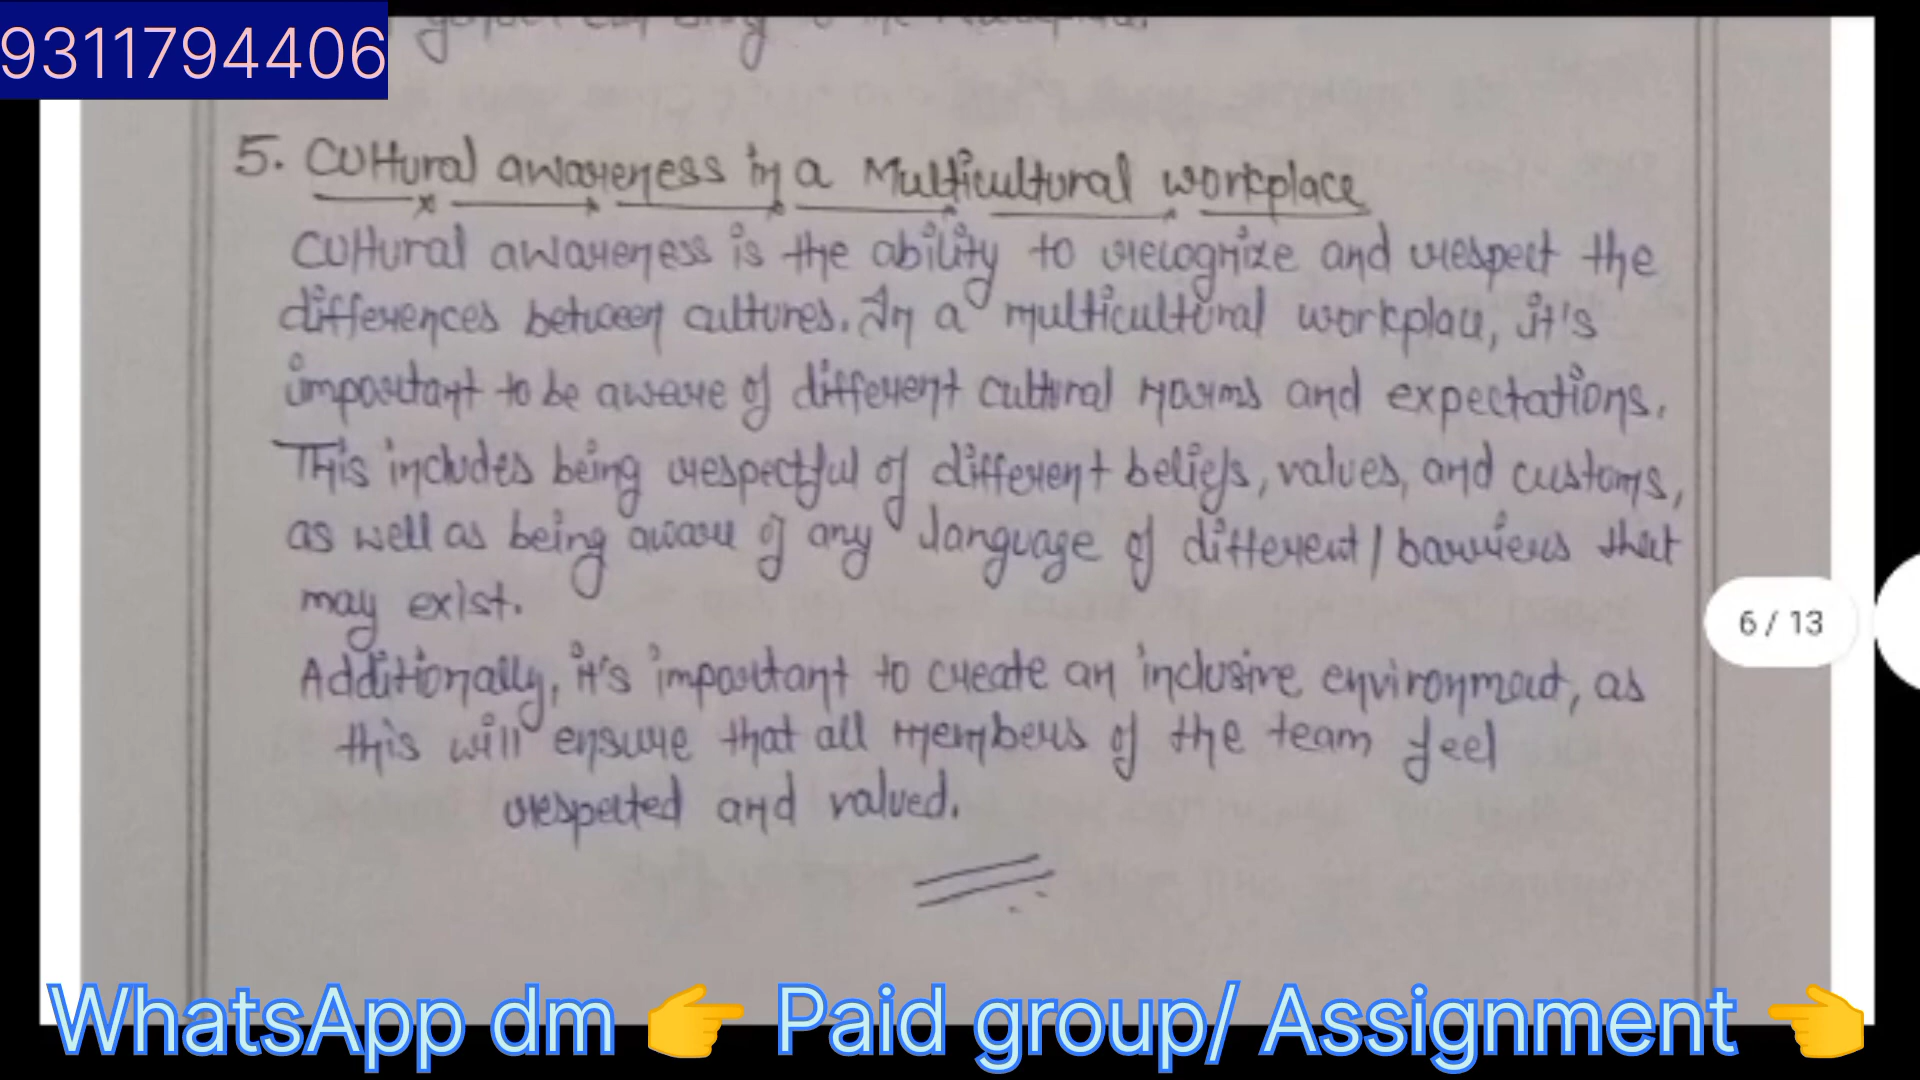 9311794406
5. Cultural awareness in a Multicultural workplace
Cultural awareness is the ability to recognize and respect the
differences between cultures. In a multicultural workplace, it's
important to be aware of different cultural norms and expectations.
This includes being respectful of different beliefs, values, and customs,
as well as being aware of any language of different / barriers that
may exist.
6 / 13
Additionally, it's important to create an inclusive environment, as
this will ensure that all members of the team feel
respected and valued.
WhatsApp dm 👉 Paid group/ Assignment 👈